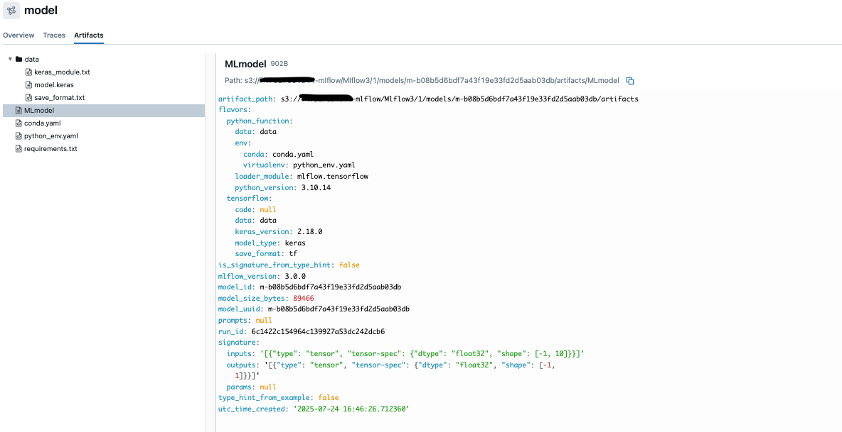 model
Overview Traces Artifacts
data
keras_module.txt
model.keras
save_format.txt
MLmodel
conda.yaml
python_env.yaml
requirements.txt
MLmodel 902B
Path: s3:// -mlflow/Mlflow3/1/models/m-b08b5d6bdf7a43f19e33fd2d5aab03db/artifacts/MLmodel
artifact_path: s3:// -mlflow/Mlflow3/1/models/m-b08b5d6bdf7a43f19e33fd2d5aab03db/artifacts
flavors:
python_function:
data: data
env:
conda: conda.yaml
virtualenv: python_env.yaml
loader_module: mlflow.tensorflow
python_version: 3.10.14
tensorflow:
code: null
data: data
keras_version: 2.18.0
model_type: keras
save_format: tf
is_signature_from_type_hint: false
mlflow_version: 3.0.0
model_id: m-b08b5d6bdf7a43f19e33fd2d5aab03db
model_size_bytes: 89466
model_uuid: m-b08b5d6bdf7a43f19e33fd2d5aab03db
prompts: null
run_id: 6c1422c154964c139927a53dc242dcb6
signature:
inputs: '[{"type": "tensor", "tensor-spec": {"dtype": "float32", "shape": [-1, 10]}}]'
outputs: '[{"type": "tensor", "tensor-spec": {"dtype": "float32", "shape": [-1,
1]}}]'
params: null
type_hint_from_example: false
utc_time_created: '2025-07-24 16:46:26.712360'